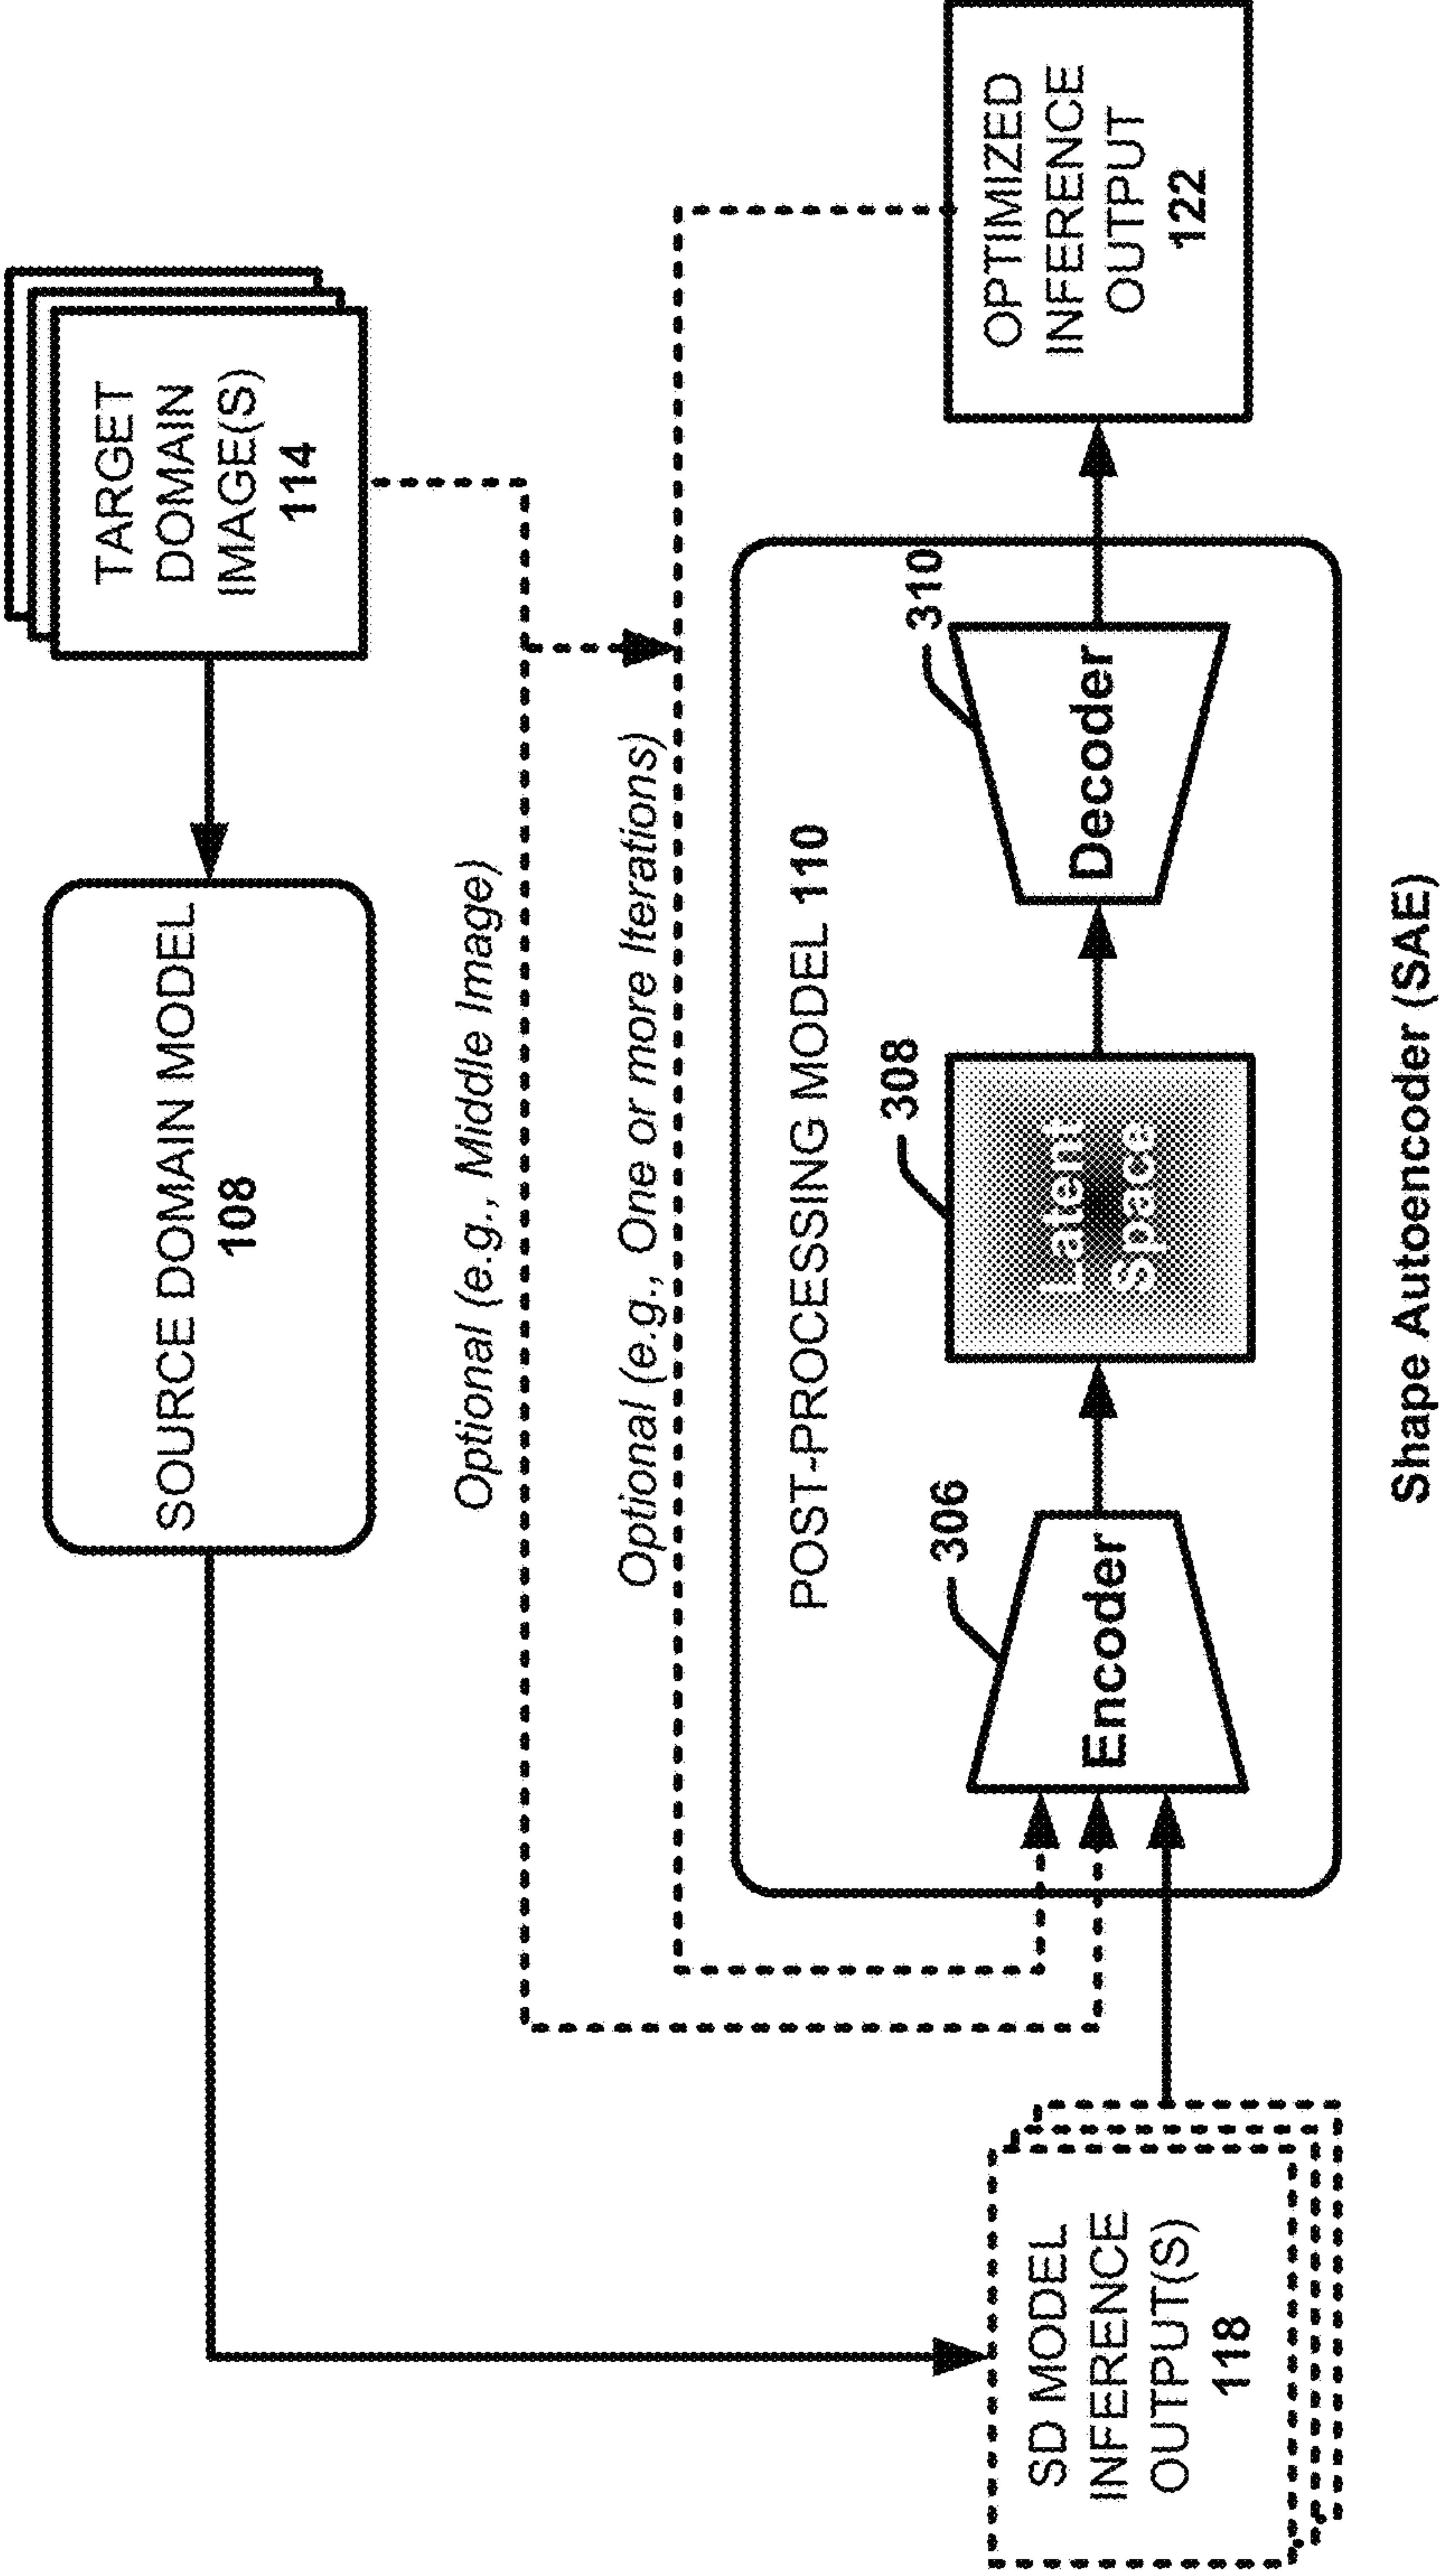 TARGET
DOMAIN
IMAGE(S)
114
SOURCE DOMAIN MODEL
108
Optional (e.g., Middle Image)
Optional (e.g., One or more Iterations)
OPTIMIZED
INFERENCE
OUTPUT
122
POST-PROCESSING MODEL 110
306
308
310
Encoder
Latent
Space
Decoder
SD MODEL
INFERENCE
OUTPUT(S)
118
Shape Autoencoder (SAE)